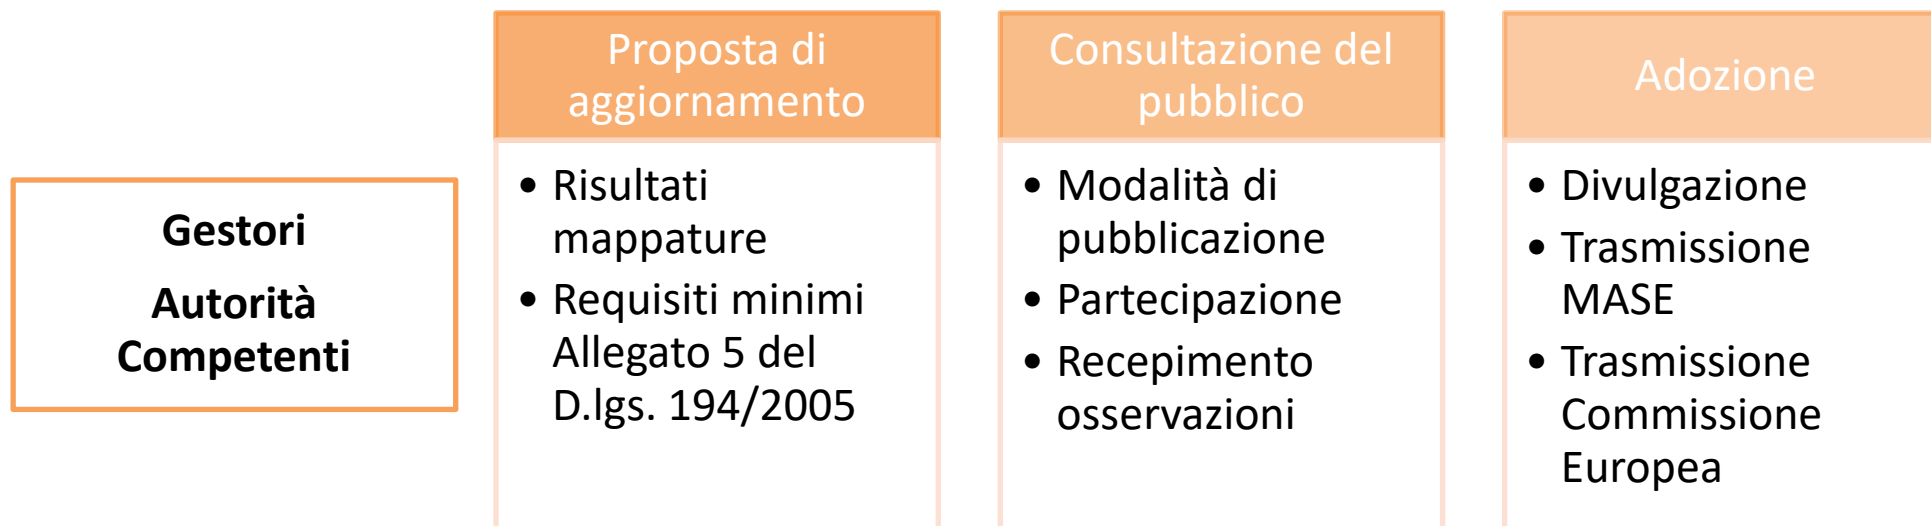 Gestori
Autorità
Competenti
Proposta di
aggiornamento
• Risultati
mappature
• Requisiti minimi
Allegato 5 del
D.lgs. 194/2005
Consultazione del
pubblico
• Modalità di
pubblicazione
• Partecipazione
• Recepimento
osservazioni
Adozione
• Divulgazione
• Trasmissione
MASE
• Trasmissione
Commissione
Europea